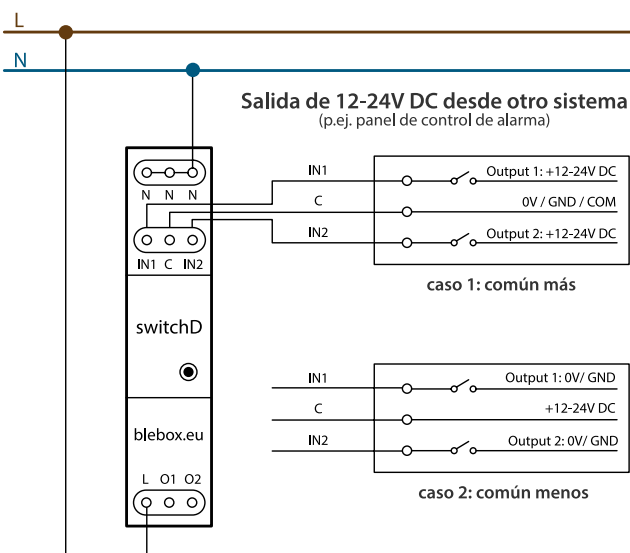 L
N
Salida de 12-24V DC desde otro sistema
(p.ej. panel de control de alarma)
N N N
IN1 C IN2
switchD
blebox.eu
L O1 O2
IN1
Output 1: +12-24V DC
C
0V / GND / COM
IN2
Output 2: +12-24V DC
caso 1: común más
IN1
Output 1: 0V/ GND
C
+12-24V DC
IN2
Output 2: 0V/ GND
caso 2: común menos